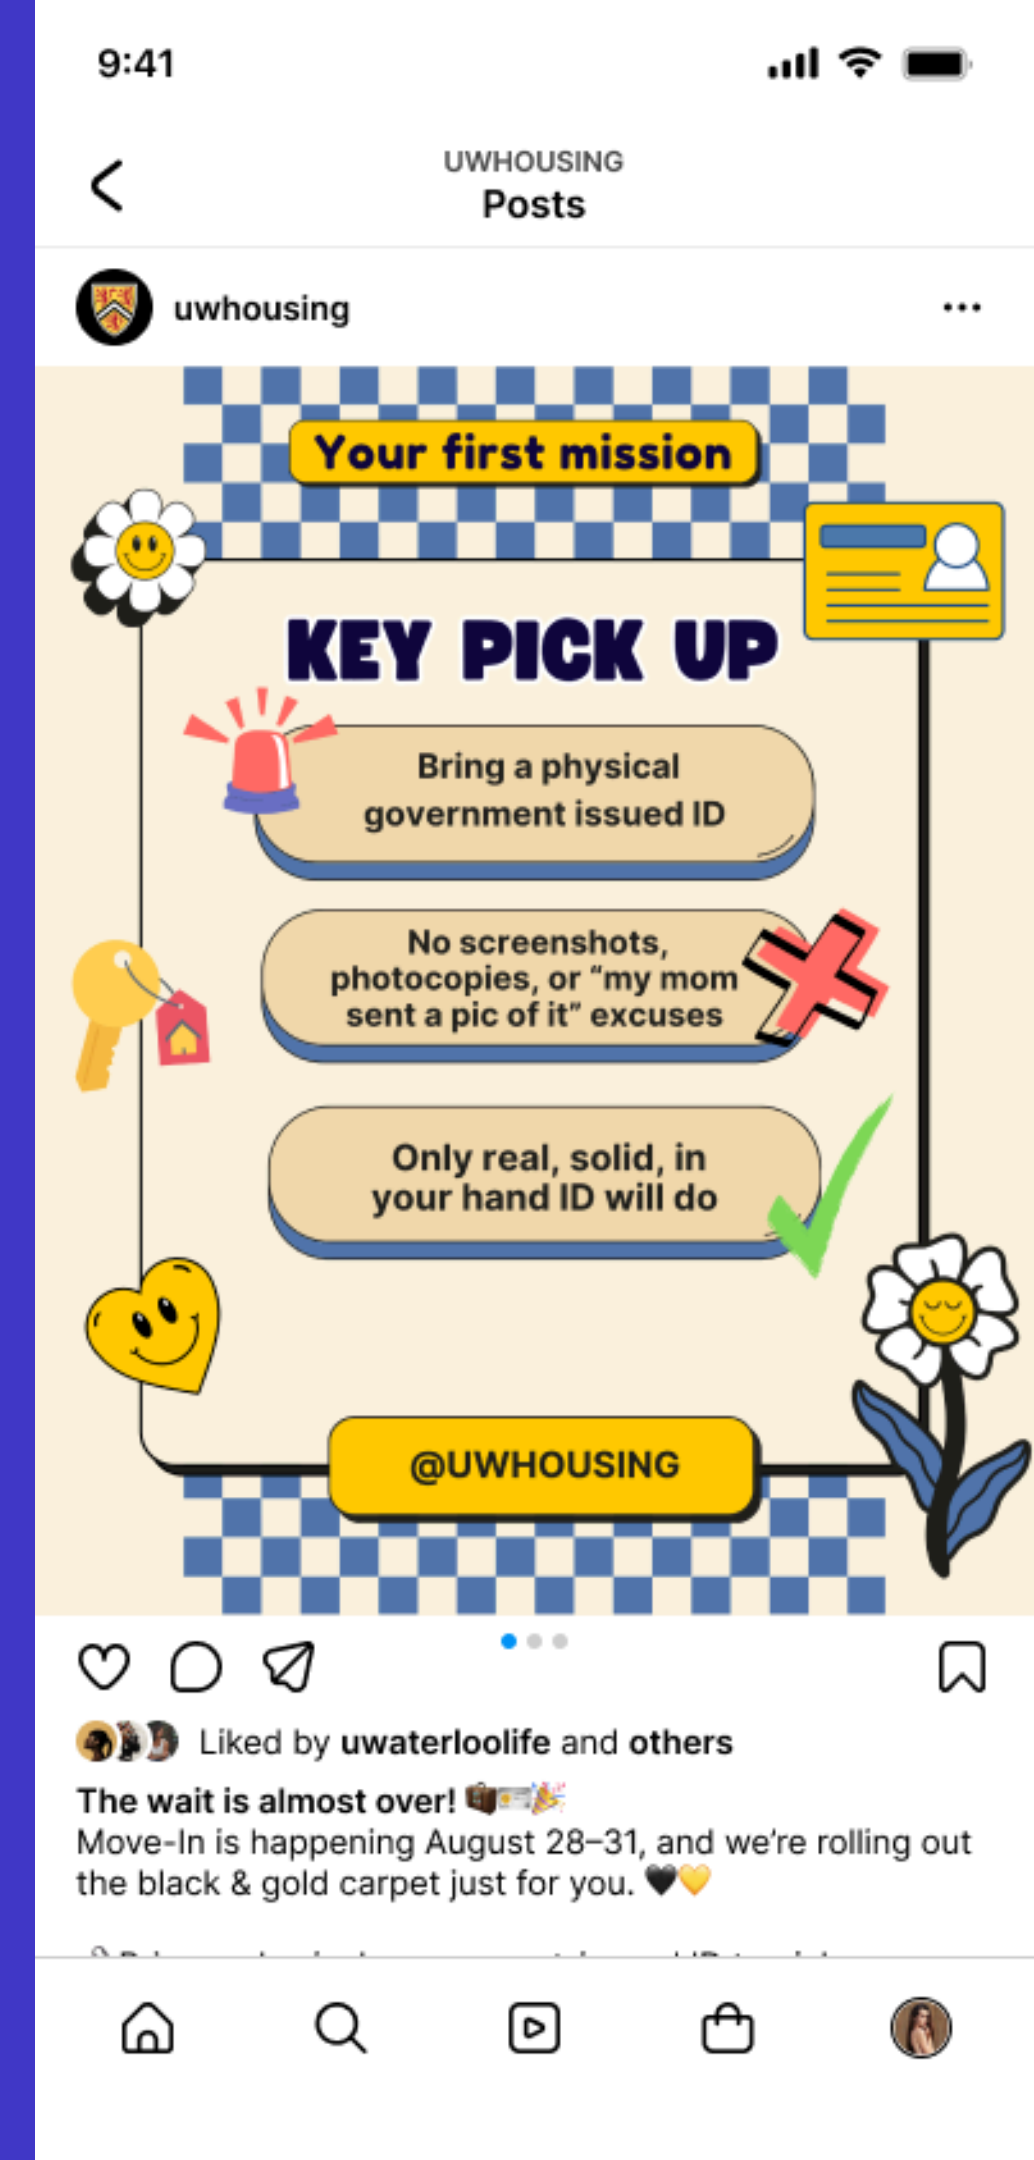 9:41
UWHOUSING
Posts
uwhousing
Your first mission
KEY PICK UP
Bring a physical
government issued ID
No screenshots,
photocopies, or “my mom
sent a pic of it” excuses
Only real, solid, in
your hand ID will do
@UWHOUSING
Liked by uwaterloolife and others
The wait is almost over! 🧳🪪🎉
Move-In is happening August 28–31, and we’re rolling out
the black & gold carpet just for you. 🖤💛